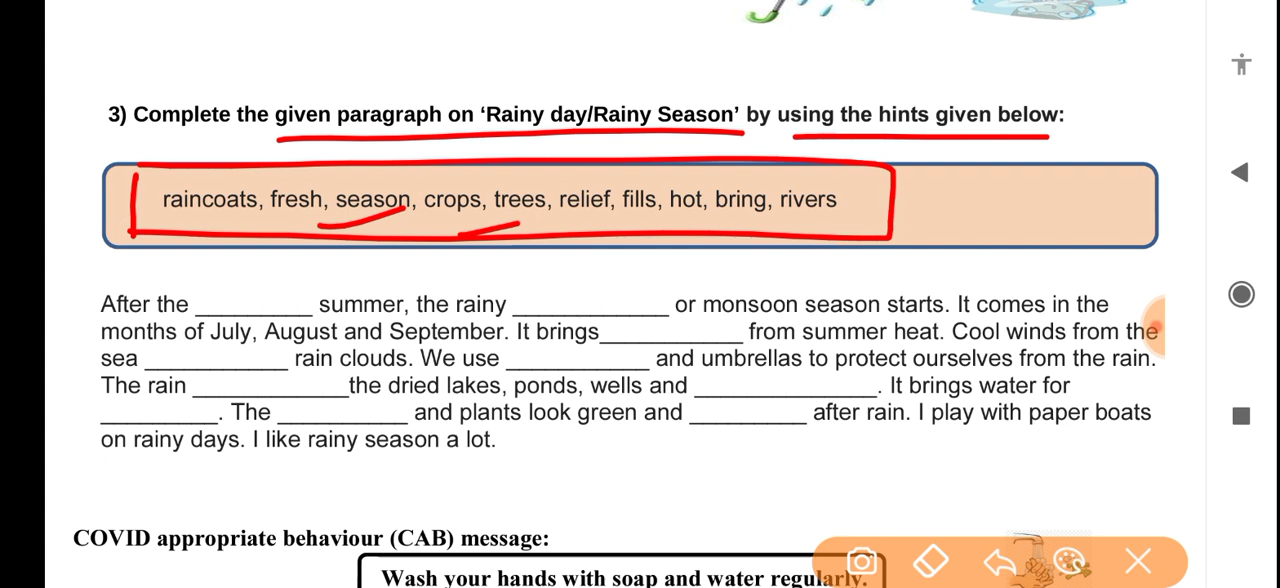 3) Complete the given paragraph on ‘Rainy day/Rainy Season’ by using the hints given below:
raincoats, fresh, season, crops, trees, relief, fills, hot, bring, rivers
After the _________ summer, the rainy ____________ or monsoon season starts. It comes in the
months of July, August and September. It brings___________ from summer heat. Cool winds from the
sea ___________ rain clouds. We use ___________ and umbrellas to protect ourselves from the rain.
The rain ____________the dried lakes, ponds, wells and ______________. It brings water for
_________. The __________ and plants look green and _________ after rain. I play with paper boats
on rainy days. I like rainy season a lot.
COVID appropriate behaviour (CAB) message:
Wash your hands with soap and water regularly.